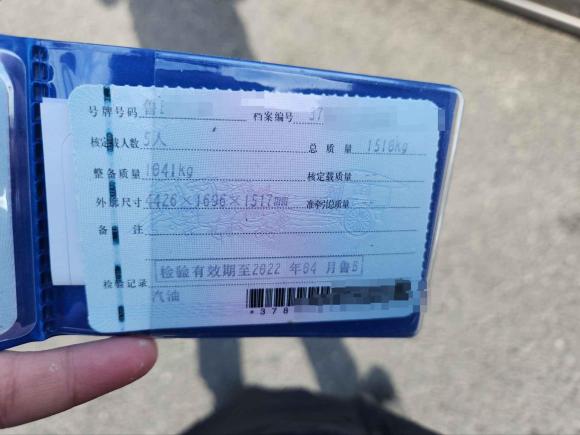 号牌号码 鲁 档案编号 37
核定载人数 5人 总质量 1518kg
整备质量 1041kg 核定载质量
外廓尺寸 4426×1696×1517mm 准牵引总质量
备注
检验记录 检验有效期至2022年04月鲁B
汽油
*378